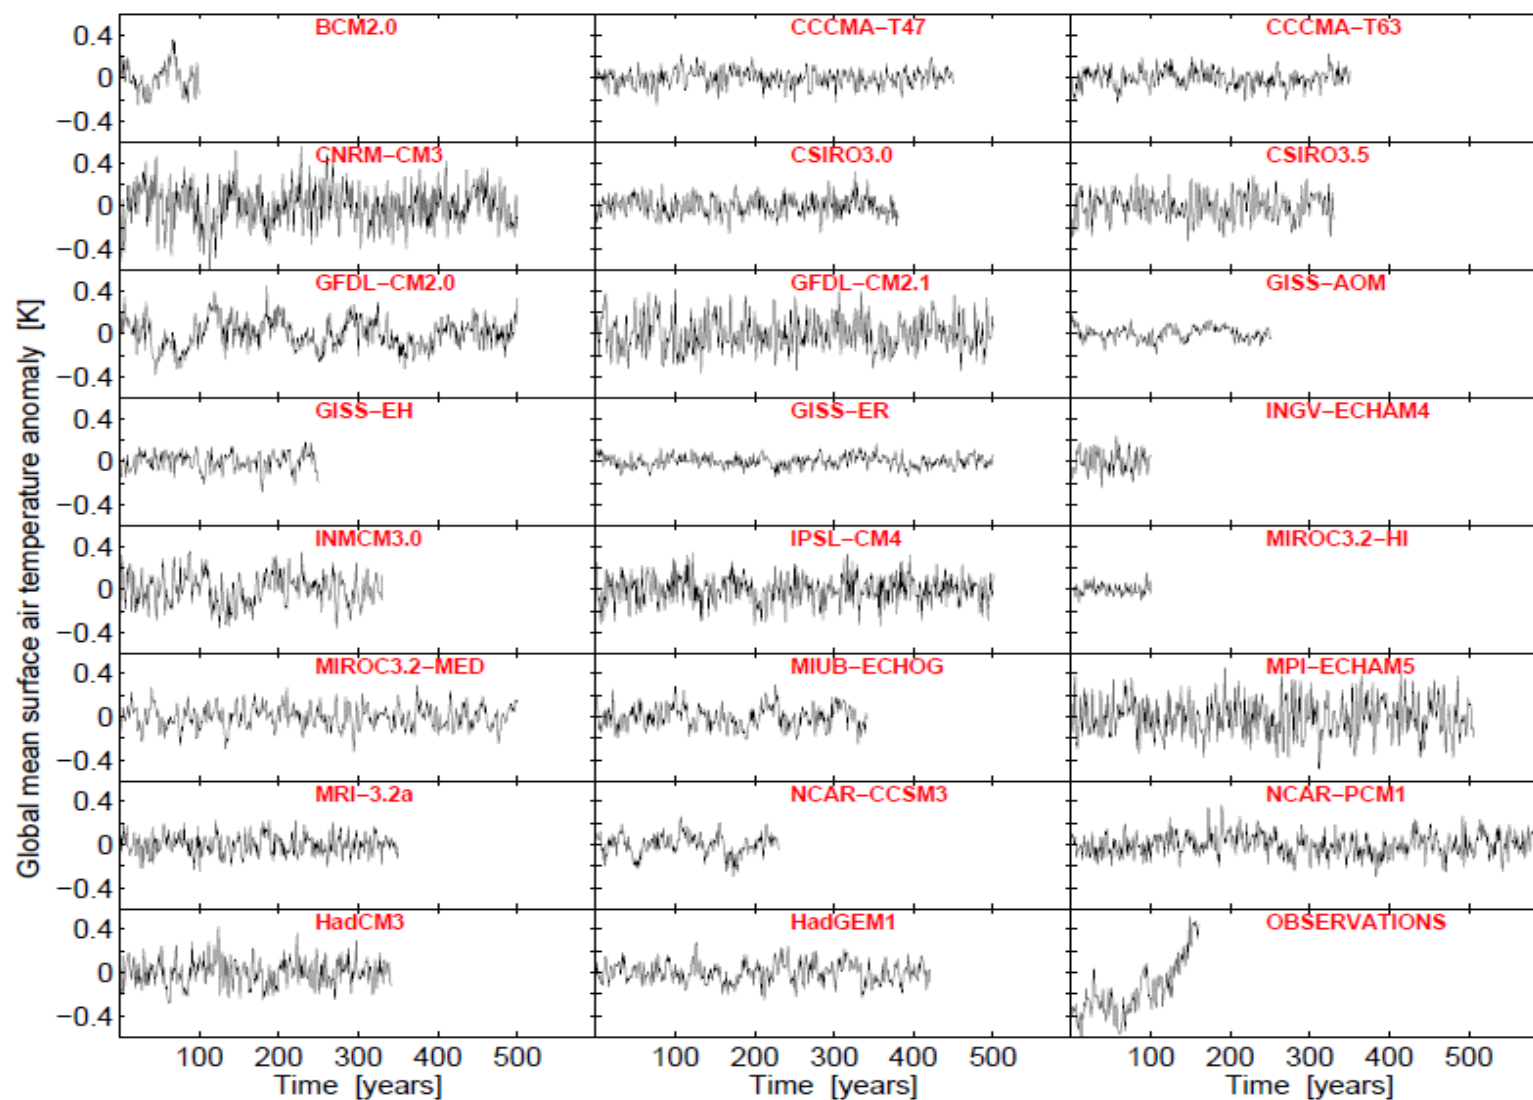 BCM2.0 CCCMA−T47 CCCMA−T63
0.4
0
−0.4
CNRM−CM3 CSIRO3.0 CSIRO3.5
0.4
0
−0.4
GFDL−CM2.0 GFDL−CM2.1 GISS−AOM
0.4
0
−0.4
GISS−EH GISS−ER INGV−ECHAM4
0.4
0
−0.4
INMCM3.0 IPSL−CM4 MIROC3.2−HI
0.4
0
−0.4
MIROC3.2−MED MIUB−ECHOG MPI−ECHAM5
0.4
0
−0.4
MRI−3.2a NCAR−CCSM3 NCAR−PCM1
0.4
0
−0.4
HadCM3 HadGEM1 OBSERVATIONS
0.4
0
−0.4
Global mean surface air temperature anomaly [K]
100 200 300 400 500 100 200 300 400 500 100 200 300 400 500
Time [years] Time [years] Time [years]